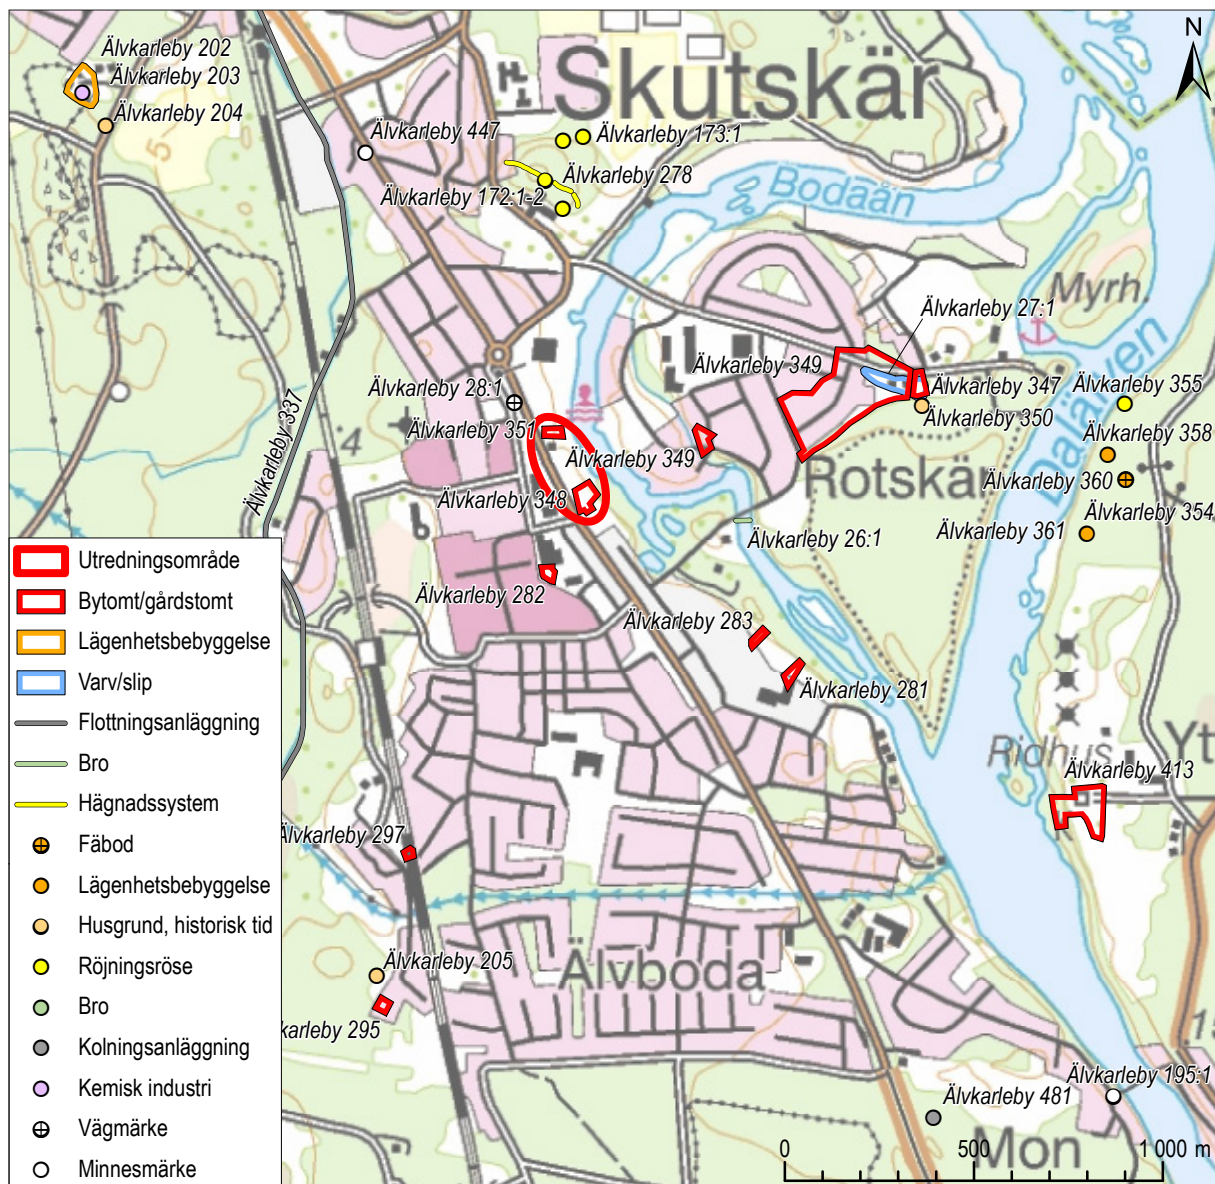 Älvkarleby 202
Älvkarleby 203
Älvkarleby 204
Skutskär
N
Älvkarleby 447
Älvkarleby 173:1
Älvkarleby 278
Älvkarleby 172:1-2
5
Bodaån
Myrh.
Älvkarleby 27:1
Älvkarleby 349
Älvkarleby 347
Älvkarleby 355
Älvkarleby 350
Älvkarleby 28:1
Älvkarleby 351
Älvkarleby 358
Älvkarleby 337
4
Älvkarleby 349
Rotskär
Dalälven
Älvkarleby 360
Älvkarleby 348
Älvkarleby 354
Älvkarleby 361
Älvkarleby 26:1
Älvkarleby 282
Älvkarleby 283
Älvkarleby 281
Ridhus
Yt
Älvkarleby 413
Älvkarleby 297
Älvkarleby 205
Älvboda
karleby 295
15
Älvkarleby 195:1
Älvkarleby 481
Mon
0 500 1 000 m
Utredningsområde
Bytomt/gårdstomt
Lägenhetsbebyggelse
Varv/slip
Flottningsanläggning
Bro
Hägnadssystem
Fäbod
Lägenhetsbebyggelse
Husgrund, historisk tid
Röjningsröse
Bro
Kolningsanläggning
Kemisk industri
Vägmärke
Minnesmärke